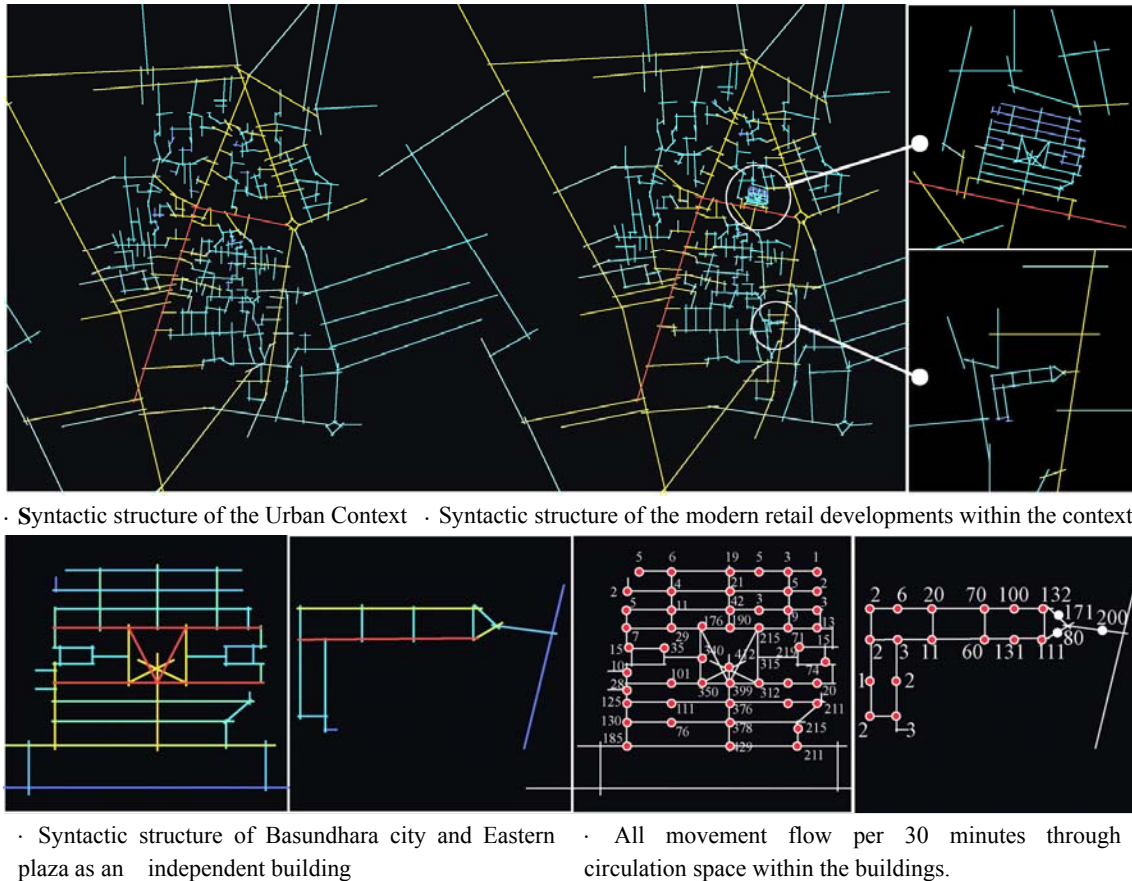 · Syntactic structure of the Urban Context · Syntactic structure of the modern retail developments within the context
5 6 19 5 3 1
2 4 21 5 2
5 11 42 3 3
176 190 215 9 13
7 29 71 15
15 35 340 432 219
10 315 74
28 101 350 399 312 20
125 111 376 211
130 76 378 215
185 429 211
2 6 20 70 100 132
171 200
80
2 3 11 60 131 111
1 2
2 3
· Syntactic structure of Basundhara city and Eastern
plaza as an independent building
· All movement flow per 30 minutes through
circulation space within the buildings.